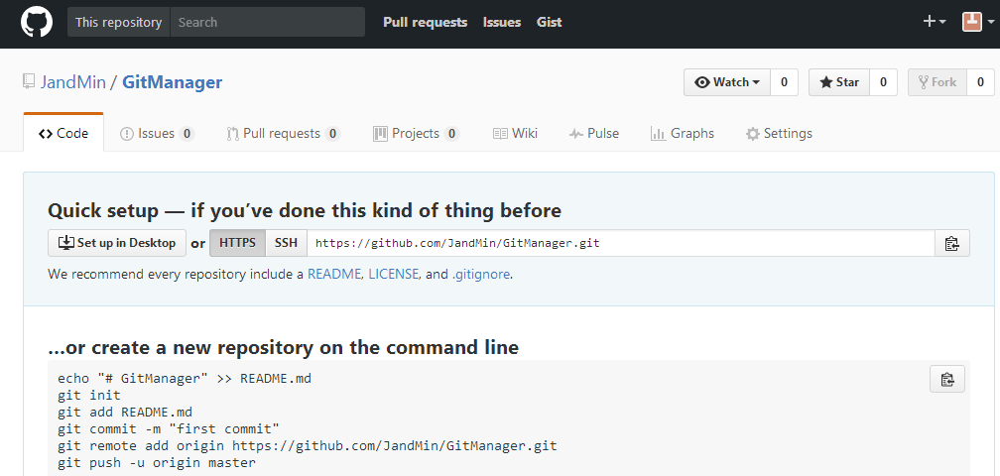 This repository Search Pull requests Issues Gist
JandMin / GitManager Watch 0 Star 0 Fork 0
Code Issues 0 Pull requests 0 Projects 0 Wiki Pulse Graphs Settings
Quick setup — if you’ve done this kind of thing before
Set up in Desktop or HTTPS SSH https://github.com/JandMin/GitManager.git
We recommend every repository include a README, LICENSE, and .gitignore.
…or create a new repository on the command line
echo "# GitManager" >> README.md
git init
git add README.md
git commit -m "first commit"
git remote add origin https://github.com/JandMin/GitManager.git
git push -u origin master